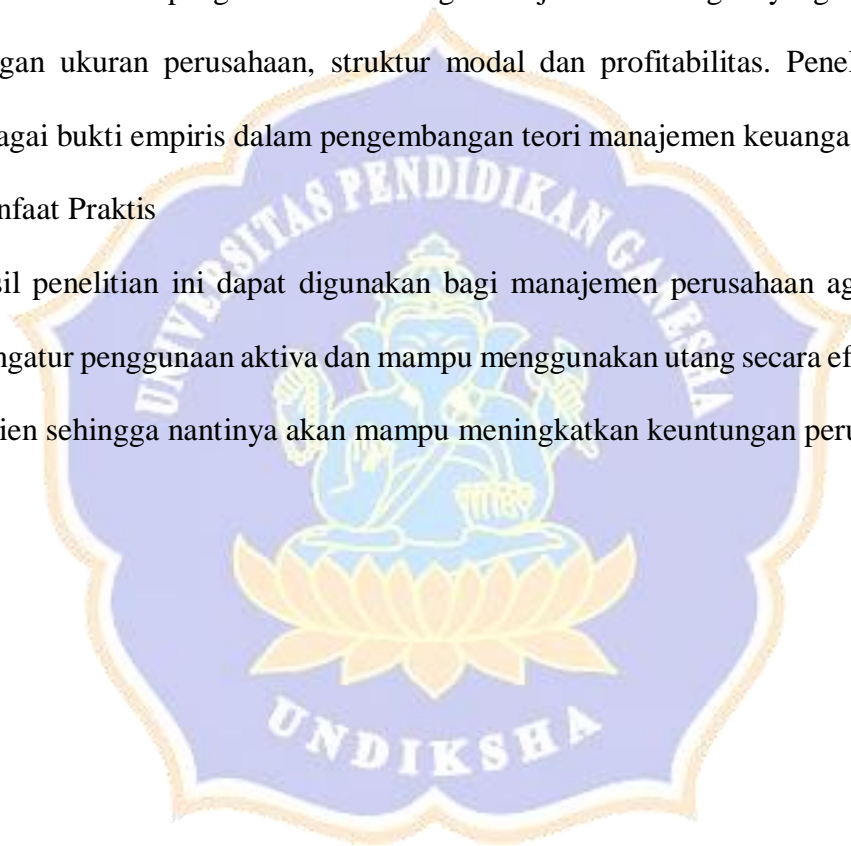 gan ukuran perusahaan, struktur modal dan profitabilitas. Penel
agai bukti empiris dalam pengembangan teori manajemen keuanga
nfaat Praktis
sil penelitian ini dapat digunakan bagi manajemen perusahaan ag
ngatur penggunaan aktiva dan mampu menggunakan utang secara ef
ien sehingga nantinya akan mampu meningkatkan keuntungan peru
UNIVERSITAS PENDIDIKAN GANESHA
UNDIKSHA